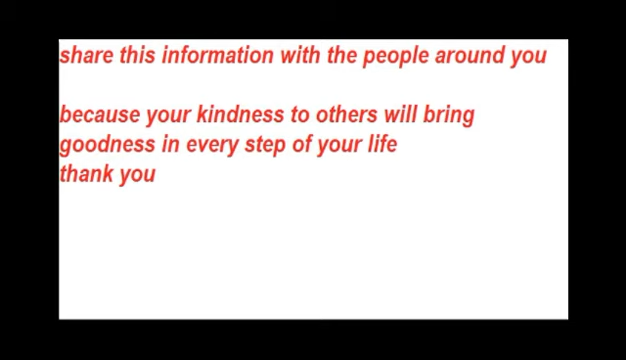 share this information with the people around you
because your kindness to others will bring
goodness in every step of your life
thank you